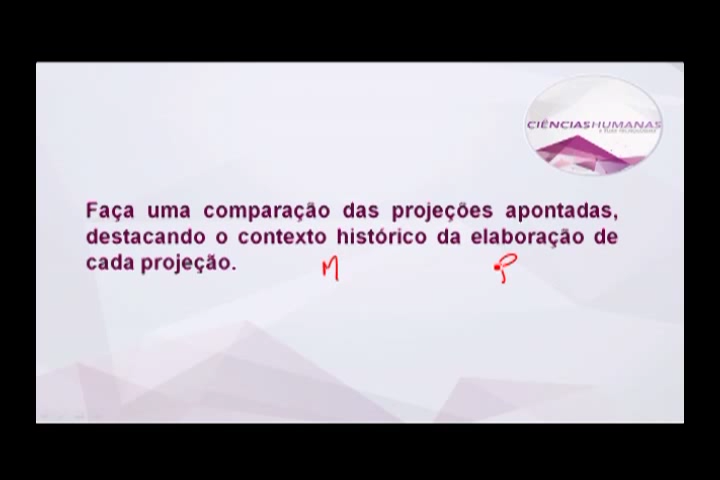 CIÊNCIASHUMANAS
Faça uma comparação das projeções apontadas,
destacando o contexto histórico da elaboração de
cada projeção.
M P